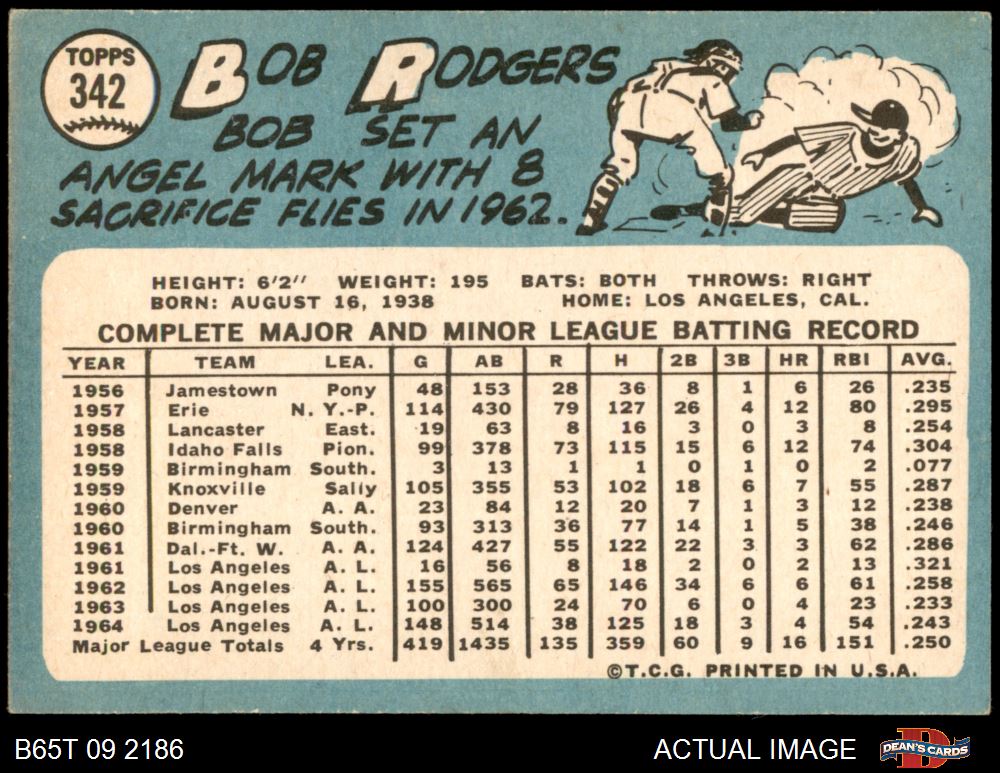 TOPPS
342
BOB RODGERS
BOB SET AN
ANGEL MARK WITH 8
SACRIFICE FLIES IN 1962.
HEIGHT: 6'2" WEIGHT: 195 BATS: BOTH THROWS: RIGHT
BORN: AUGUST 16, 1938 HOME: LOS ANGELES, CAL.
COMPLETE MAJOR AND MINOR LEAGUE BATTING RECORD
YEAR TEAM LEA. G AB R H 2B 3B HR RBI AVG.
1956 Jamestown Pony 48 153 28 36 8 1 6 26 .235
1957 Erie N. Y.-P. 114 430 79 127 26 4 12 80 .295
1958 Lancaster East. 19 63 8 16 3 0 3 8 .254
1958 Idaho Falls Pion. 99 378 73 115 15 6 12 74 .304
1959 Birmingham South. 3 13 1 1 0 1 0 2 .077
1959 Knoxville Sally 105 355 53 102 18 6 7 55 .287
1960 Denver A. A. 23 84 12 20 7 1 3 12 .238
1960 Birmingham South. 93 313 36 77 14 1 5 38 .246
1961 Dal.-Ft. W. A. A. 124 427 55 122 22 3 3 62 .286
1961 Los Angeles A. L. 16 56 8 18 2 0 2 13 .321
1962 Los Angeles A. L. 155 565 65 146 34 6 6 61 .258
1963 Los Angeles A. L. 100 300 24 70 6 0 4 23 .233
1964 Los Angeles A. L. 148 514 38 125 18 3 4 54 .243
Major League Totals 4 Yrs. 419 1435 135 359 60 9 16 151 .250
©T.C.G. PRINTED IN U.S.A.
B65T 09 2186 ACTUAL IMAGE D DEAN'S CARDS